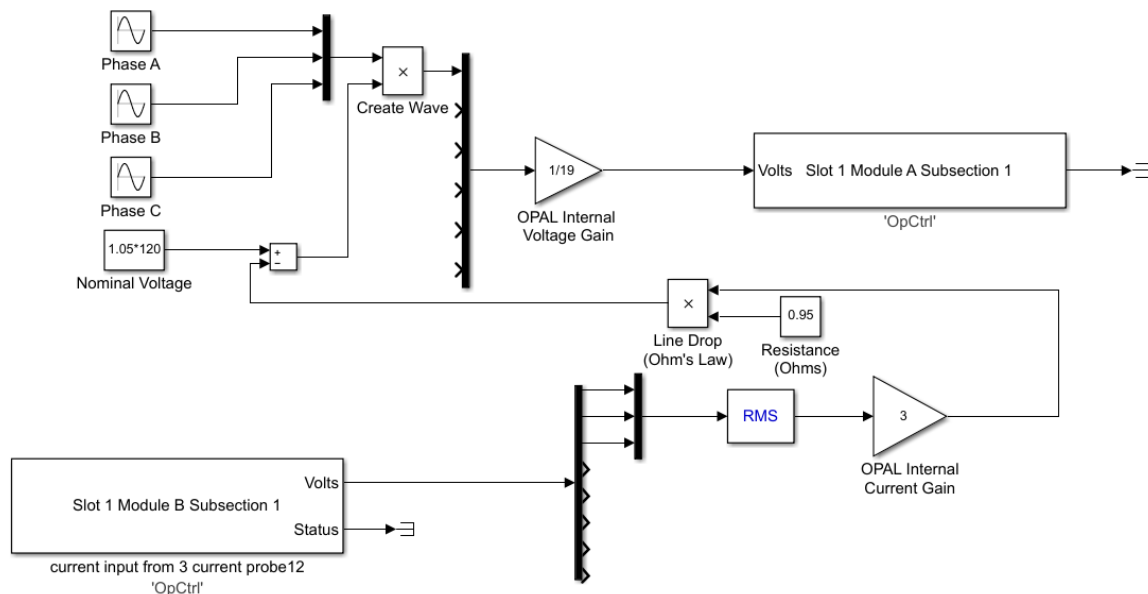 Phase A
Phase B
Phase C
1.05*120
Nominal Voltage
+
−
×
Create Wave
1/19
OPAL Internal
Voltage Gain
Volts Slot 1 Module A Subsection 1
'OpCtrl'
×
Line Drop
(Ohm's Law)
0.95
Resistance
(Ohms)
RMS
3
OPAL Internal
Current Gain
Slot 1 Module B Subsection 1
Volts
Status
current input from 3 current probe12
'OpCtrl'